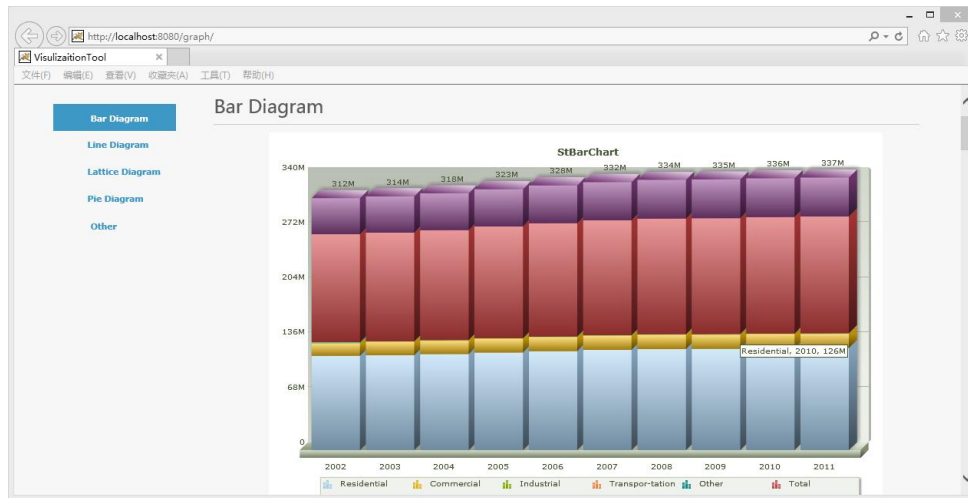 http://localhost:8080/graph/
VisulizaitionTool
文件(F) 编辑(E) 查看(V) 收藏夹(A) 工具(T) 帮助(H)
Bar Diagram
Line Diagram
Lattice Diagram
Pie Diagram
Other
Bar Diagram
StBarChart
340M
272M
204M
136M
68M
0
312M 314M 318M 323M 328M 332M 334M 335M 336M 337M
Residential, 2010, 126M
2002 2003 2004 2005 2006 2007 2008 2009 2010 2011
Residential Commercial Industrial Transpor-tation Other Total